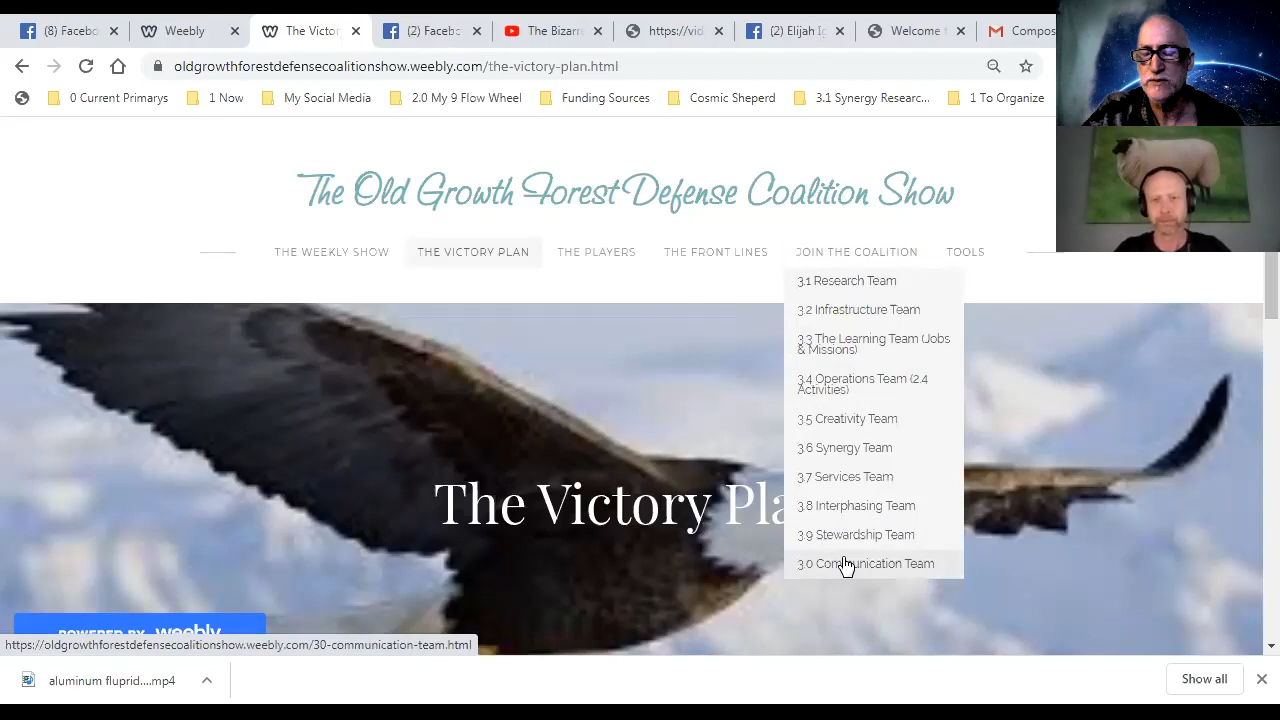 (8) Facebo
Weebly
The Victor
(2) Facebo
The Bizarr
https://vid
(2) Elijah Ig
Welcome t
Compos
oldgrowthforestdefensecoalitionshow.weebly.com/the-victory-plan.html
0 Current Primarys
1 Now
My Social Media
2.0 My 9 Flow Wheel
Funding Sources
Cosmic Sheperd
3.1 Synergy Researc...
1 To Organize
The Old Growth Forest Defense Coalition Show
THE WEEKLY SHOW
THE VICTORY PLAN
THE PLAYERS
THE FRONT LINES
JOIN THE COALITION
TOOLS
3.1 Research Team
3.2 Infrastructure Team
3.3 The Learning Team (Jobs
& Missions)
3.4 Operations Team (2.4
Activities)
3.5 Creativity Team
3.6 Synergy Team
3.7 Services Team
3.8 Interphasing Team
3.9 Stewardship Team
3.0 Communication Team
The Victory Pla
POWERED BY weebly
https://oldgrowthforestdefensecoalitionshow.weebly.com/30-communication-team.html
aluminum fluprid....mp4
Show all